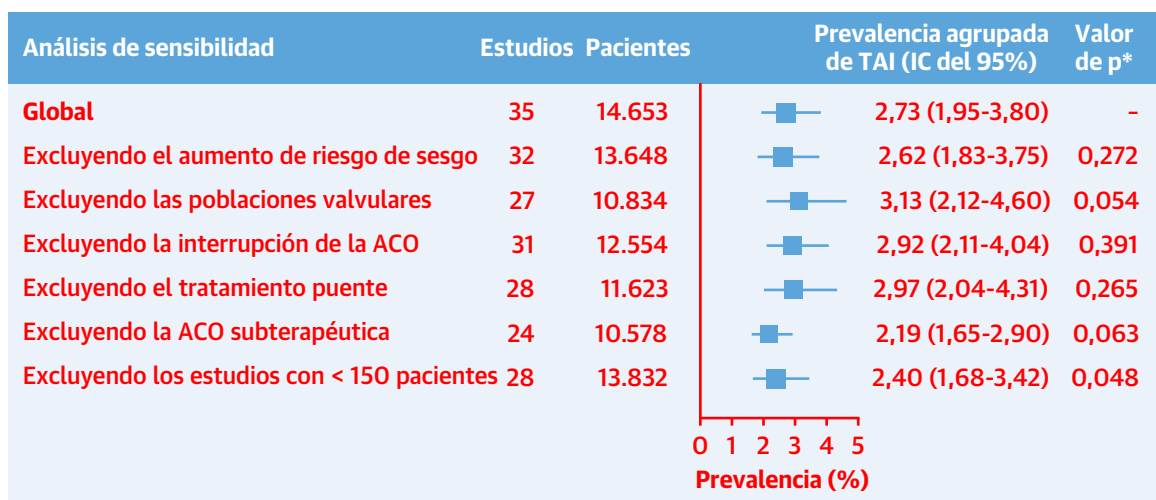 Análisis de sensibilidad Estudios Pacientes Prevalencia agrupada de TAI (IC del 95%) Valor de p*
Global 35 14.653 2,73 (1,95-3,80) -
Excluyendo el aumento de riesgo de sesgo 32 13.648 2,62 (1,83-3,75) 0,272
Excluyendo las poblaciones valvulares 27 10.834 3,13 (2,12-4,60) 0,054
Excluyendo la interrupción de la ACO 31 12.554 2,92 (2,11-4,04) 0,391
Excluyendo el tratamiento puente 28 11.623 2,97 (2,04-4,31) 0,265
Excluyendo la ACO subterapéutica 24 10.578 2,19 (1,65-2,90) 0,063
Excluyendo los estudios con < 150 pacientes 28 13.832 2,40 (1,68-3,42) 0,048
0 1 2 3 4 5
Prevalencia (%)